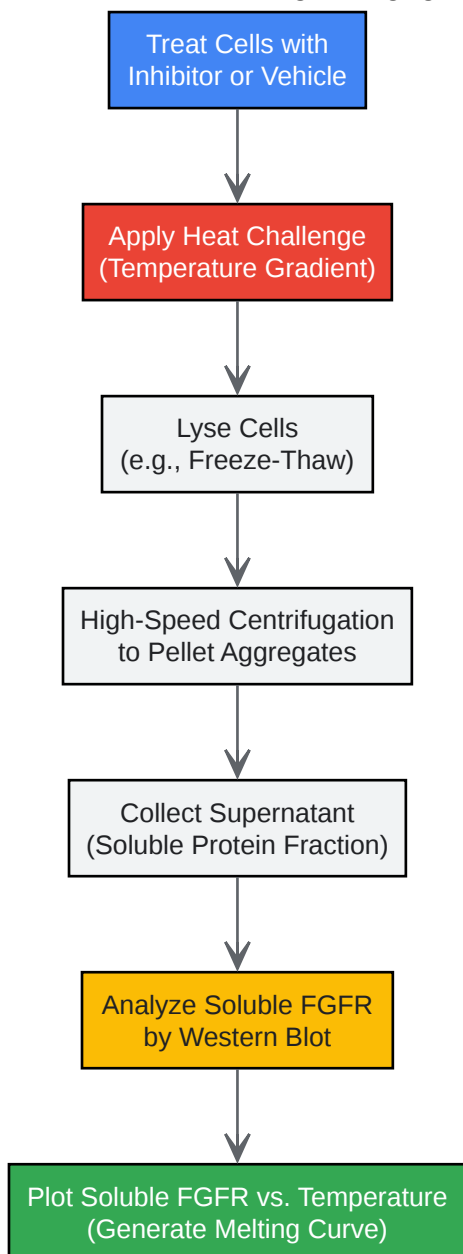 Treat Cells with
Inhibitor or Vehicle
Apply Heat Challenge
(Temperature Gradient)
Lyse Cells
(e.g., Freeze-Thaw)
High-Speed Centrifugation
to Pellet Aggregates
Collect Supernatant
(Soluble Protein Fraction)
Analyze Soluble FGFR
by Western Blot
Plot Soluble FGFR vs. Temperature
(Generate Melting Curve)